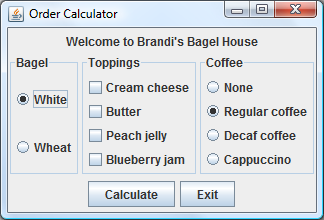 Order Calculator
Welcome to Brandi's Bagel House
Bagel
White
Wheat
Toppings
Cream cheese
Butter
Peach jelly
Blueberry jam
Coffee
None
Regular coffee
Decaf coffee
Cappuccino
Calculate
Exit